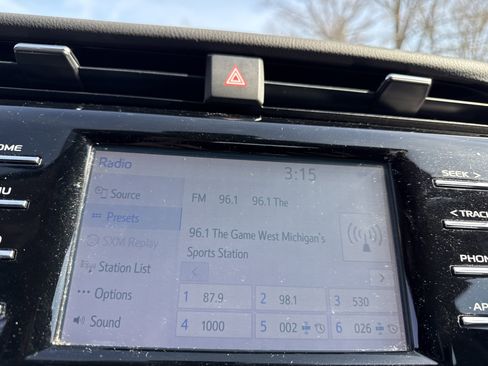 OME
NU
Radio
3:15
SEEK >
< TRACK
PHON
AP
Source
Presets
SXM Replay
Station List
Options
Sound
FM 96.1 96.1 The
96.1 The Game West Michigan's
Sports Station
< >
1 87.9 2 98.1 3 530
4 1000 5 002 6 026